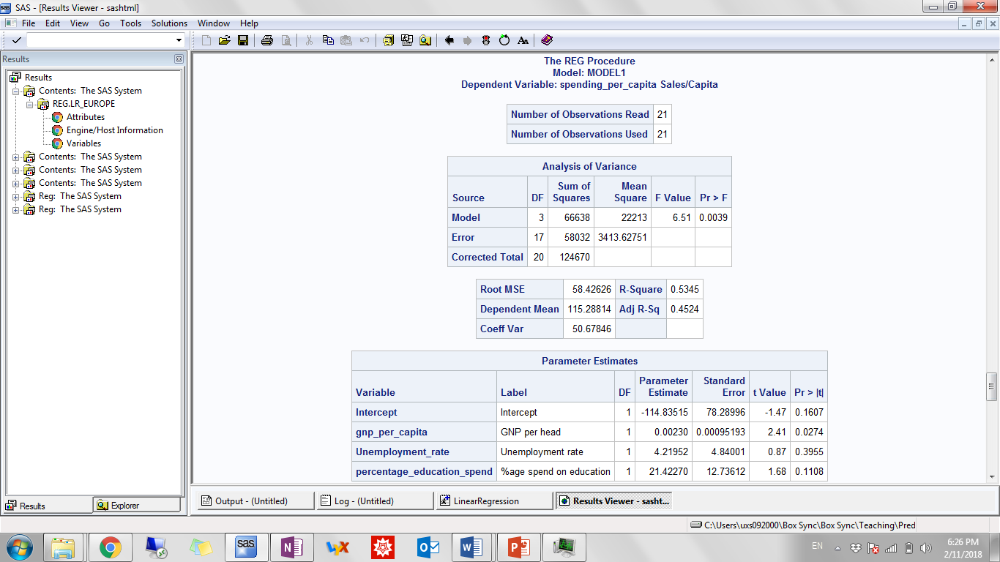 SAS - [Results Viewer - sashtml]
File Edit View Go Tools Solutions Window Help
Results
Results
Contents: The SAS System
REG.LR_EUROPE
Attributes
Engine/Host Information
Variables
Contents: The SAS System
Contents: The SAS System
Contents: The SAS System
Reg: The SAS System
Reg: The SAS System
The REG Procedure
Model: MODEL1
Dependent Variable: spending_per_capita Sales/Capita
Number of Observations Read 21
Number of Observations Used 21
Analysis of Variance
Source DF Sum of Squares Mean Square F Value Pr > F
Model 3 66638 22213 6.51 0.0039
Error 17 58032 3413.62751
Corrected Total 20 124670
Root MSE 58.42626 R-Square 0.5345
Dependent Mean 115.28814 Adj R-Sq 0.4524
Coeff Var 50.67846
Parameter Estimates
Variable Label DF Parameter Estimate Standard Error t Value Pr > |t|
Intercept Intercept 1 -114.83515 78.28996 -1.47 0.1607
gnp_per_capita GNP per head 1 0.00230 0.00095193 2.41 0.0274
Unemployment_rate Unemployment rate 1 4.21952 4.84001 0.87 0.3955
percentage_education_spend %age spend on education 1 21.42270 12.73612 1.68 0.1108
Results Explorer
Output - (Untitled) Log - (Untitled) LinearRegression Results Viewer - sasht...
C:\Users\uxs092000\Box Sync\Box Sync\Teaching\Pred
EN 6:26 PM
2/11/2018